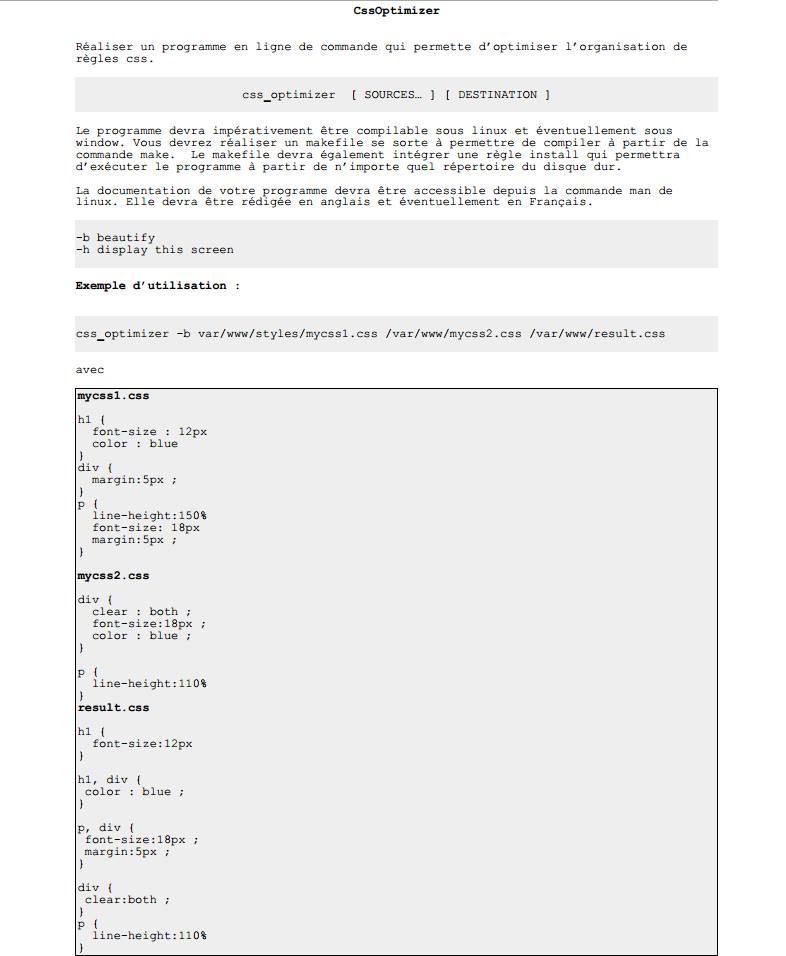 CssOptimizer
Réaliser un programme en ligne de commande qui permette d'optimiser l'organisation de
règles css.
css_optimizer [ SOURCES… ] [ DESTINATION ]
Le programme devra impérativement être compilable sous linux et éventuellement sous
window. Vous devrez réaliser un makefile se sorte à permettre de compiler à partir de la
commande make. Le makefile devra également intégrer une règle install qui permettra
d'exécuter le programme à partir de n'importe quel répertoire du disque dur.
La documentation de votre programme devra être accessible depuis la commande man de
linux. Elle devra être rédigée en anglais et éventuellement en Français.
-b beautify
-h display this screen
Exemple d'utilisation :
css_optimizer -b var/www/styles/mycss1.css /var/www/mycss2.css /var/www/result.css
avec
mycss1.css
h1 {
font-size : 12px
color : blue
}
div {
margin:5px ;
}
p {
line-height:150%
font-size: 18px
margin:5px ;
}
mycss2.css
div {
clear : both ;
font-size:18px ;
color : blue ;
}
p {
line-height:110%
}
result.css
h1 {
font-size:12px
}
h1, div {
color : blue ;
}
p, div {
font-size:18px ;
margin:5px ;
}
div {
clear:both ;
}
p {
line-height:110%
}